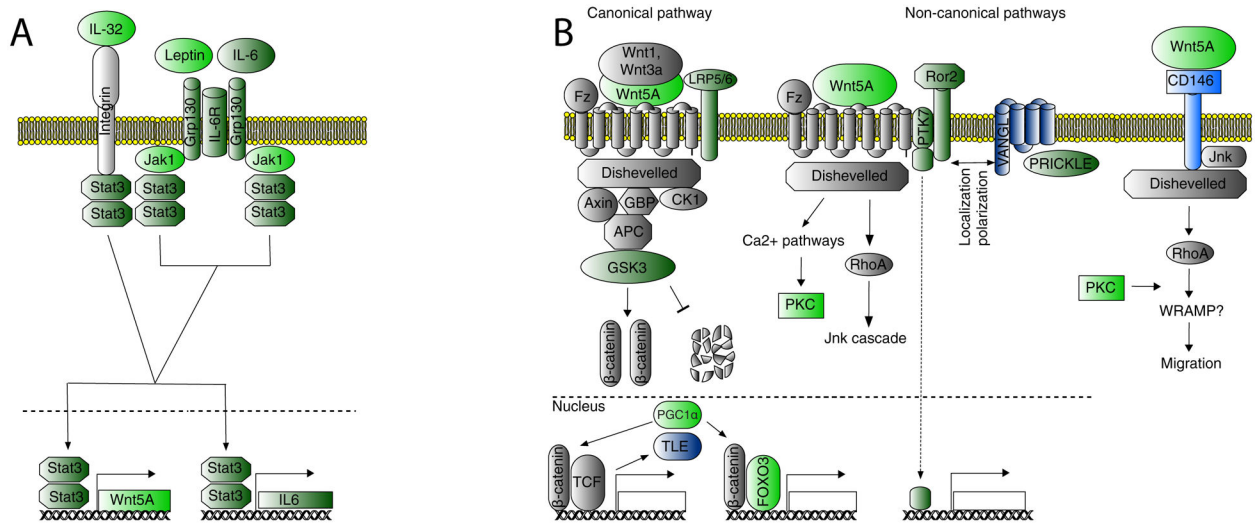 A
IL-32
Leptin
IL-6
Integrin
Grp130
IL-6R
Grp130
Jak1
Jak1
Stat3
Stat3
Stat3
Stat3
Stat3
Stat3
Stat3
Stat3
Wnt5A
Stat3
Stat3
IL6
B
Canonical pathway
Non-canonical pathways
Wnt1,
Wnt3a
Wnt5A
LRP5/6
Fz
Dishevelled
Axin
GBP
CK1
APC
GSK3
β-catenin
β-catenin
Fz
Wnt5A
Ror2
PTK7
Dishevelled
Ca2+ pathways
PKC
RhoA
Jnk cascade
VANGL
PRICKLE
Localization
polarization
Wnt5A
CD146
Jnk
Dishevelled
RhoA
PKC
WRAMP?
Migration
Nucleus
PGC1α
TLE
β-catenin
TCF
β-catenin
FOXO3